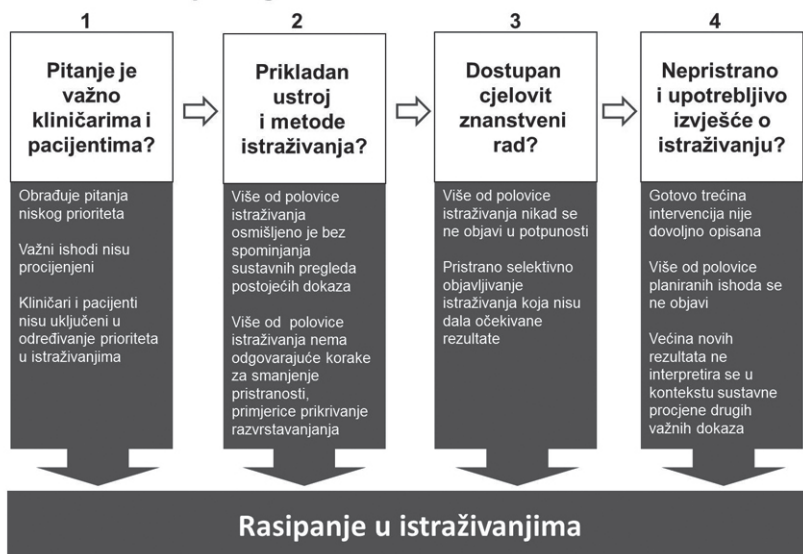 1
Pitanje je
važno
kliničarima i
pacijentima?
Obrađuje pitanja
niskog prioriteta
Važni ishodi nisu
procijenjeni
Kliničari i pacijenti
nisu uključeni u
određivanje prioriteta
u istraživanjima
2
Prikladan
ustroj
i metode
istraživanja?
Više od polovice
istraživanja
osmišljeno je bez
spominjanja
sustavnih pregleda
postojećih dokaza
Više od polovice
istraživanja nema
odgovarajuće korake
za smanjenje
pristranosti,
primjerice prikrivanje
razvrstavanjanja
3
Dostupan
cjelovit
znanstveni
rad?
Više od polovice
istraživanja nikad se
ne objavi u potpunosti
Pristrano selektivno
objavljivanje
istraživanja koja nisu
dala očekivane
rezultate
4
Nepristrano
i upotrebljivo
izvješće o
istraživanju?
Gotovo trećina
intervencija nije
dovoljno opisana
Više od polovice
planiranih ishoda se
ne objavi
Većina novih
rezultata ne
interpretira se u
kontekstu sustavne
procjene drugih
važnih dokaza
Rasipanje u istraživanjima